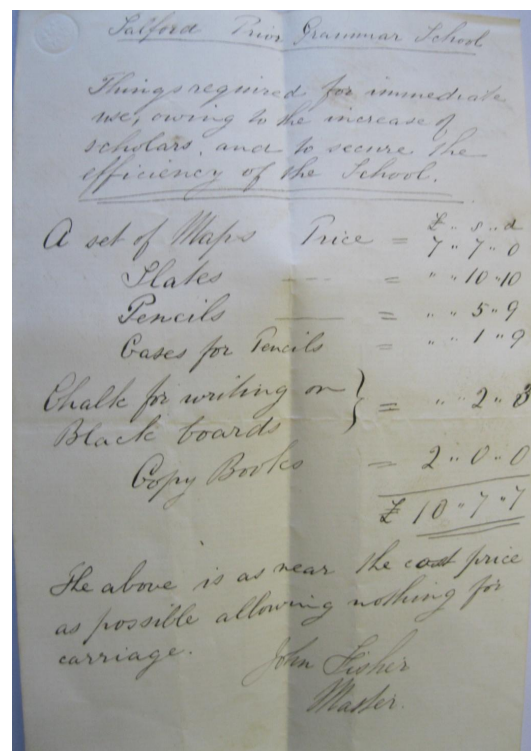 Salford Prior Grammar School
Things required for immediate
use, owing to the increase of
scholars, and to secure the
efficiency of the School.
£ " s " d
A set of Maps Price = 7 " 7 " 0
Slates — = " " 10 " 10
Pencils — = " " 5 " 9
Cases for Pencils = " " 1 " 9
Chalk for writing on
Black boards } = " " 2 " 3
Copy Books = 2 " 0 " 0
£ 10 " 7 " 7
The above is as near the cost price
as possible allowing nothing for
carriage.
John Fisher
Master.